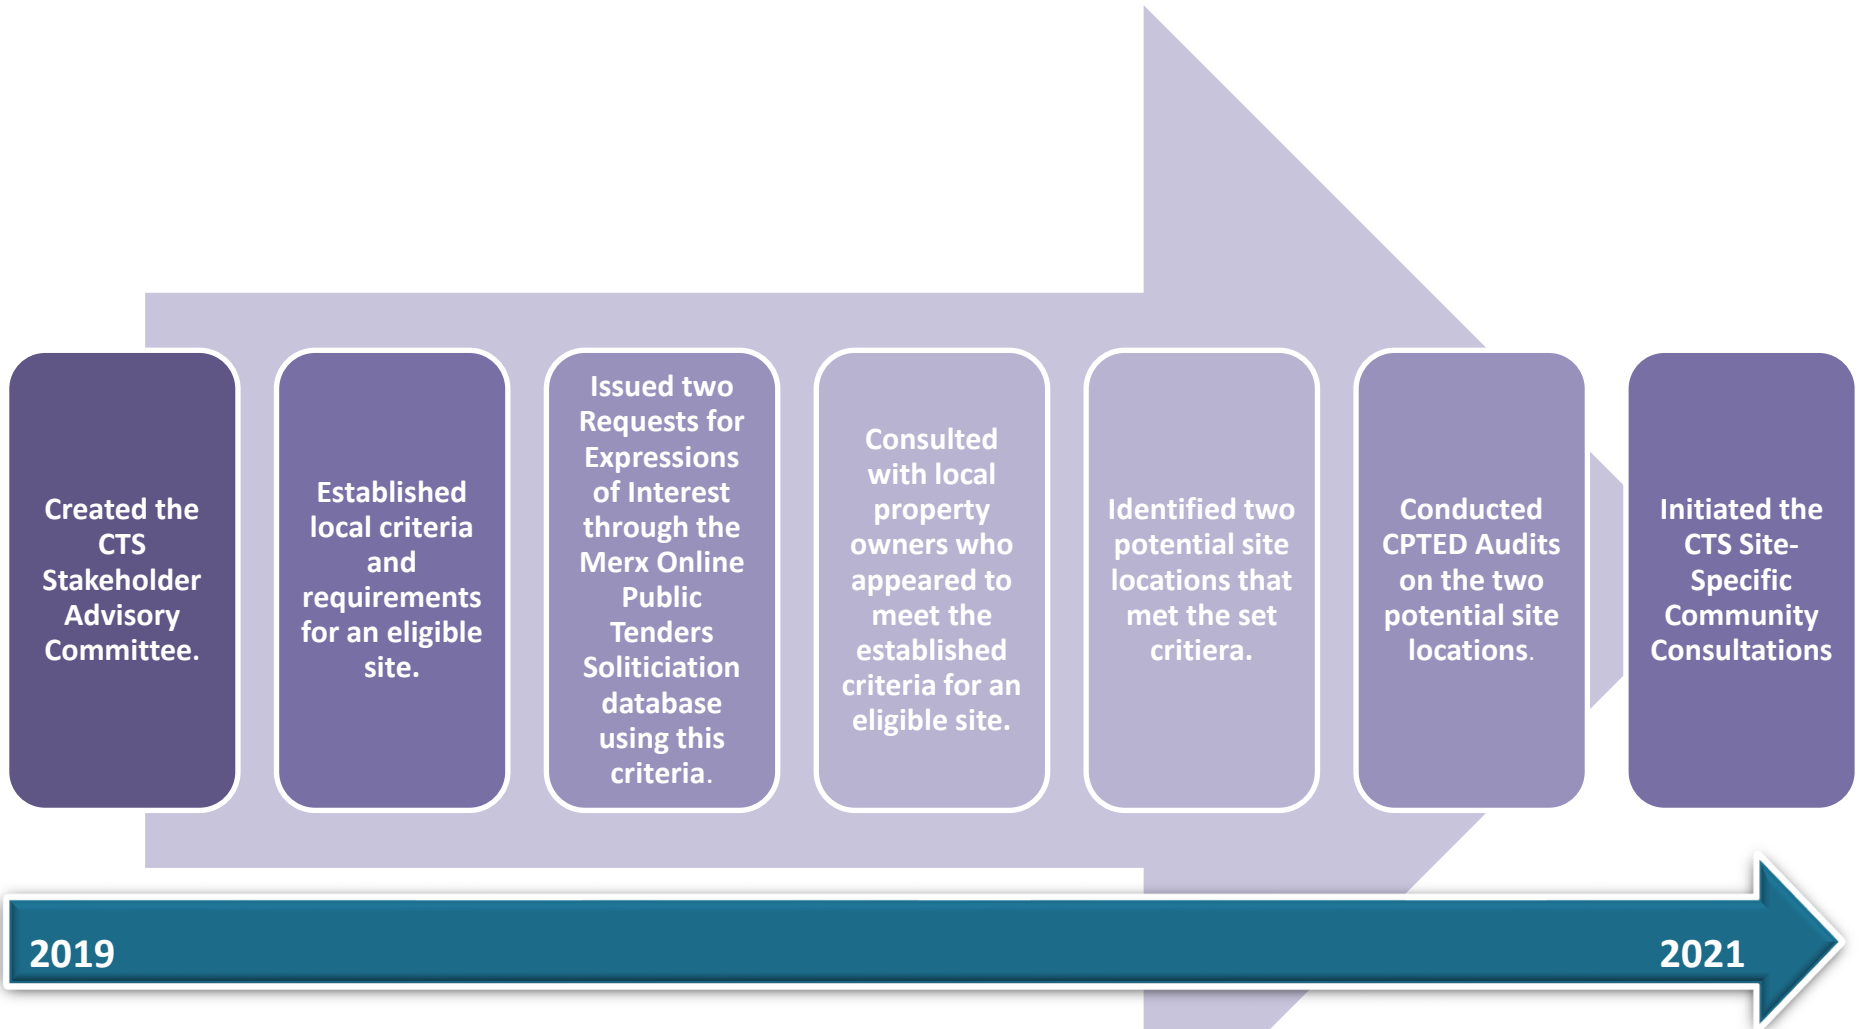 Created the
CTS
Stakeholder
Advisory
Committee.
Established
local criteria
and
requirements
for an eligible
site.
Issued two
Requests for
Expressions
of Interest
through the
Merx Online
Public
Tenders
Soliticiation
database
using this
criteria.
Consulted
with local
property
owners who
appeared to
meet the
established
criteria for an
eligible site.
Identified two
potential site
locations that
met the set
critiera.
Conducted
CPTED Audits
on the two
potential site
locations.
Initiated the
CTS Site-
Specific
Community
Consultations
2019
2021